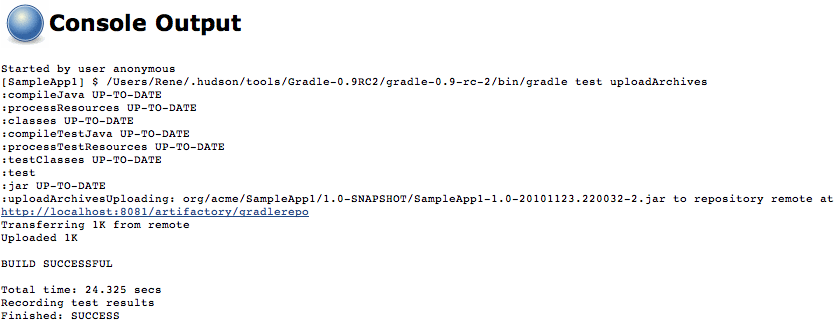 Console Output
Started by user anonymous
[SampleApp1] $ /Users/Rene/.hudson/tools/Gradle-0.9RC2/gradle-0.9-rc-2/bin/gradle test uploadArchives
:compileJava UP-TO-DATE
:processResources UP-TO-DATE
:classes UP-TO-DATE
:compileTestJava UP-TO-DATE
:processTestResources UP-TO-DATE
:testClasses UP-TO-DATE
:test
:jar UP-TO-DATE
:uploadArchivesUploading: org/acme/SampleApp1/1.0-SNAPSHOT/SampleApp1-1.0-20101123.220032-2.jar to repository remote at
http://localhost:8081/artifactory/gradlerepo
Transferring 1K from remote
Uploaded 1K
BUILD SUCCESSFUL
Total time: 24.325 secs
Recording test results
Finished: SUCCESS